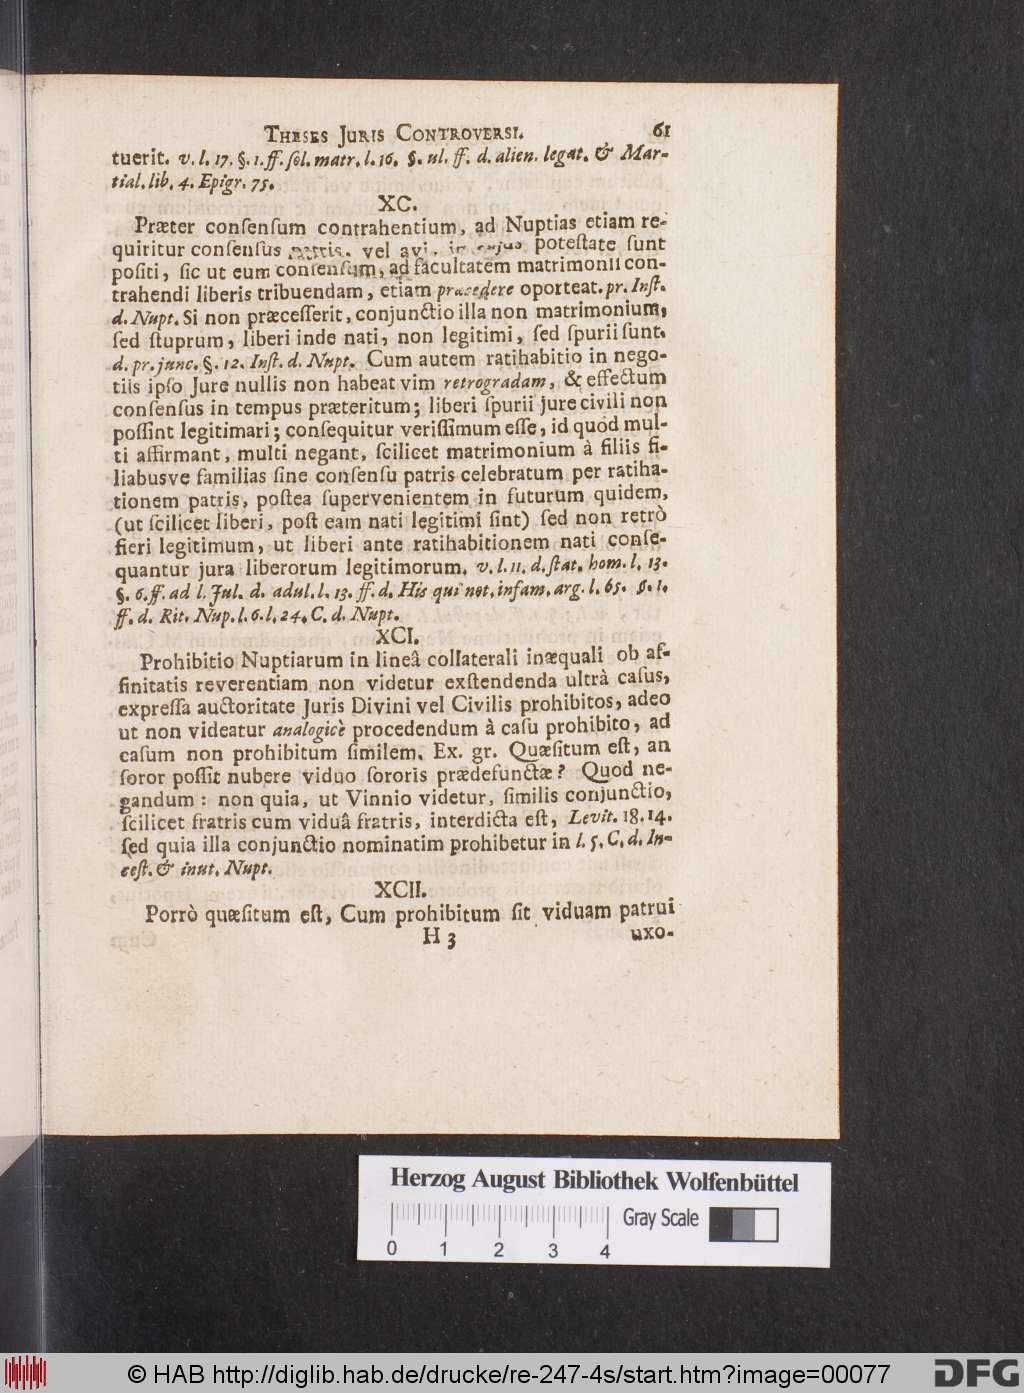 THESES JURIS CONTROVERSI. 61
tuerit. v. l. 17. §. 1. ff. ſol. matr. l. 16. §. ul. ff. d. alien. legat. & Mar-
tial. lib. 4. Epigr. 75.
XC.
Præter conſenſum contrahentium, ad Nuptias etiam re-
quiritur conſenſus patris, vel avi, in cujus poteſtate ſunt
poſiti, ſic ut eum conſenſum, ad facultatem matrimonii con-
trahendi liberis tribuendam, etiam præcedere oporteat. pr. Inſt.
d. Nupt. Si non præceſſerit, conjunctio illa non matrimonium,
ſed ſtuprum, liberi inde nati, non legitimi, ſed ſpurii ſunt.
d. pr. junc. §. 12. Inſt. d. Nupt. Cum autem ratihabitio in nego-
tiis ipſo Jure nullis non habeat vim retrogradam, & effectum
conſenſus in tempus præteritum; liberi ſpurii jure civili non
poſſint legitimari; conſequitur veriſſimum eſſe, id quod mul-
ti affirmant, multi negant, ſcilicet matrimonium à filiis fi-
liabusve familias ſine conſenſu patris celebratum per ratiha-
tionem patris, poſtea ſupervenientem in futurum quidem,
(ut ſcilicet liberi, poſt eam nati legitimi ſint) ſed non retrò
fieri legitimum, ut liberi ante ratihabitionem nati conſe-
quantur jura liberorum legitimorum. v. l. 11. d. ſtat. hom. l. 13.
§. 6. ff. ad l. Jul. d. adul. l. 13. ff. d. His qui not. infam. arg. l. 65. §. 1.
ff. d. Rit. Nup. l. 6. l. 24. C. d. Nupt.
XCI.
Prohibitio Nuptiarum in lineâ collaterali inæquali ob af-
finitatis reverentiam non videtur exſtendenda ultrà caſus,
expreſſa auctoritate Juris Divini vel Civilis prohibitos, adeo
ut non videatur analogicè procedendum à caſu prohibito, ad
caſum non prohibitum ſimilem. Ex. gr. Quæſitum eſt, an
ſoror poſſit nubere viduo ſororis prædefunctæ? Quod ne-
gandum: non quia, ut Vinnio videtur, ſimilis conjunctio,
ſcilicet fratris cum viduâ fratris, interdicta eſt, Levit. 18. 14.
ſed quia illa conjunctio nominatim prohibetur in l. 5. C. d. In-
ceſt. & inut. Nupt.
XCII.
Porrò quæſitum eſt, Cum prohibitum ſit viduam patrui
H 3 uxo-
Herzog August Bibliothek Wolfenbüttel
Gray Scale
0 1 2 3 4
© HAB http://diglib.hab.de/drucke/re-247-4s/start.htm?image=00077
DFG